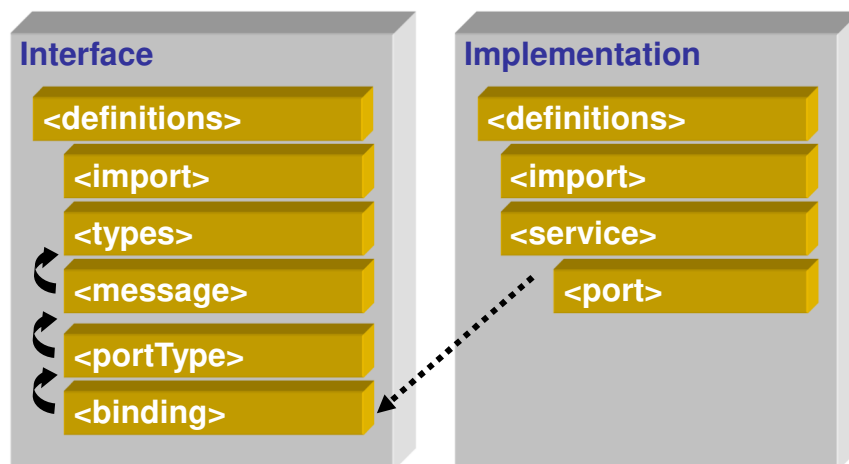 Interface
<definitions>
<import>
<types>
<message>
<portType>
<binding>
Implementation
<definitions>
<import>
<service>
<port>